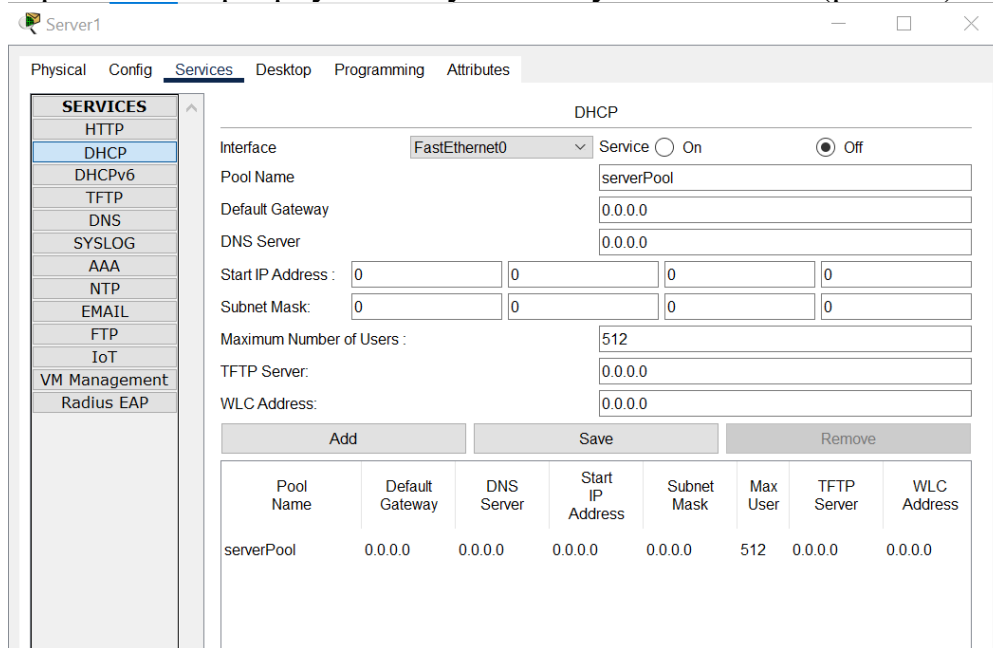 Server1
Physical Config Services Desktop Programming Attributes
SERVICES
HTTP
DHCP
DHCPv6
TFTP
DNS
SYSLOG
AAA
NTP
EMAIL
FTP
IoT
VM Management
Radius EAP
DHCP
Interface FastEthernet0 Service On Off
Pool Name serverPool
Default Gateway 0.0.0.0
DNS Server 0.0.0.0
Start IP Address : 0 0 0 0
Subnet Mask: 0 0 0 0
Maximum Number of Users : 512
TFTP Server: 0.0.0.0
WLC Address: 0.0.0.0
Add Save Remove
Pool Name Default Gateway DNS Server Start IP Address Subnet Mask Max User TFTP Server WLC Address
serverPool 0.0.0.0 0.0.0.0 0.0.0.0 0.0.0.0 512 0.0.0.0 0.0.0.0